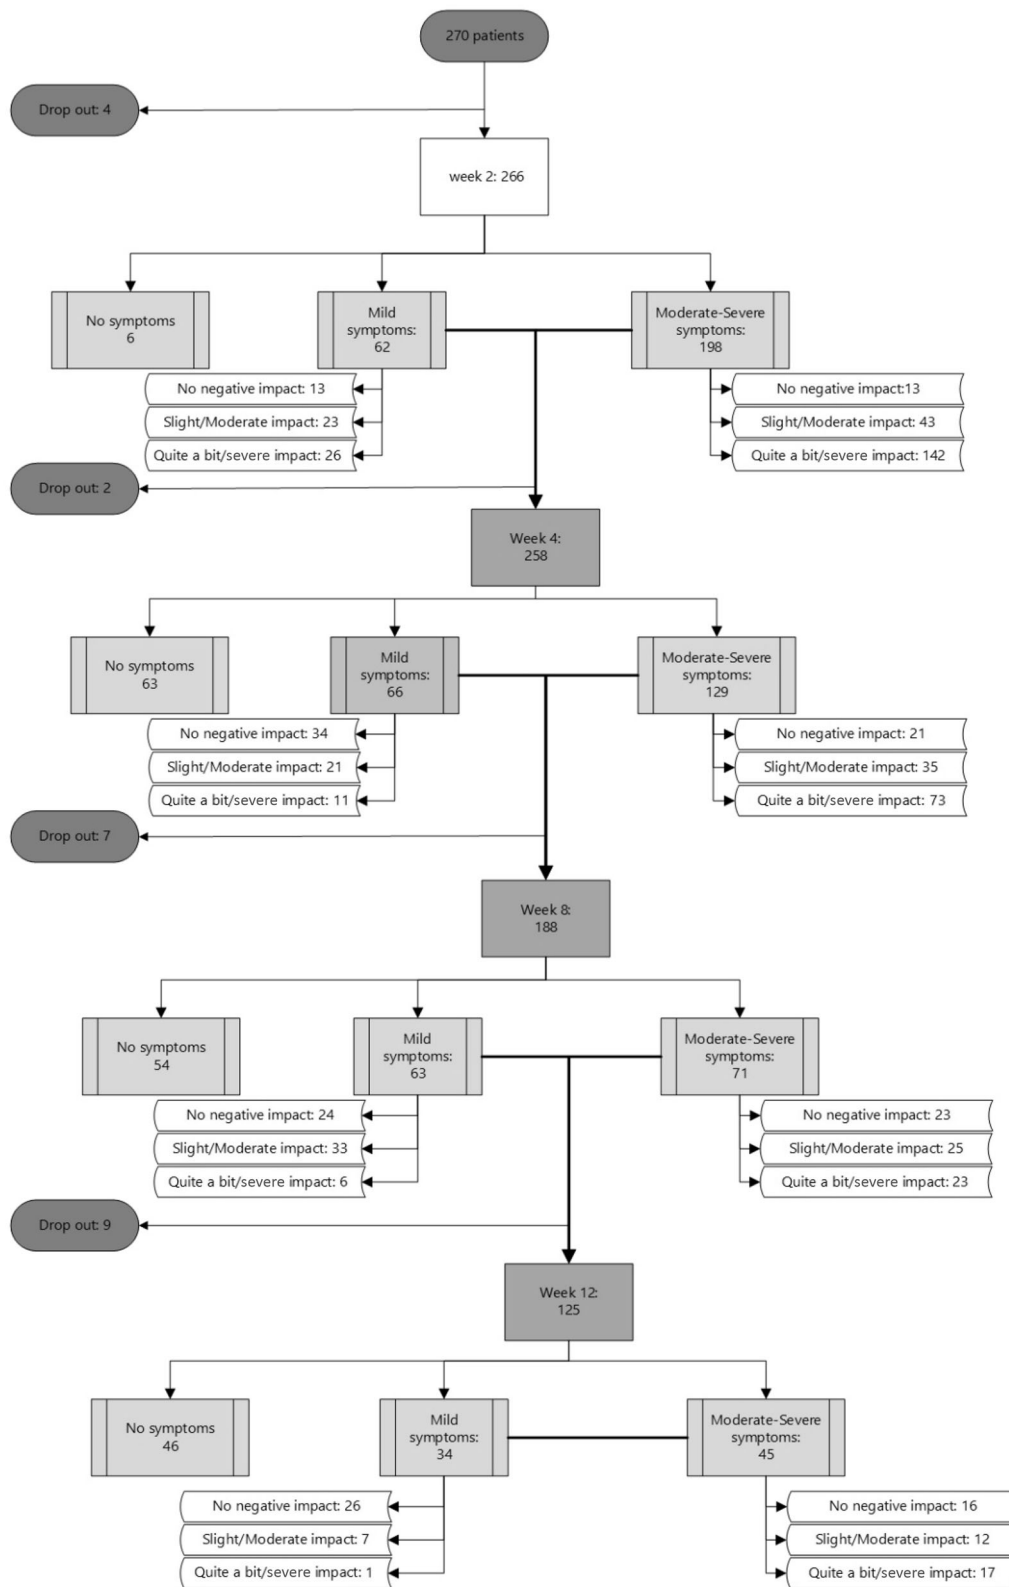 270 patients
Drop out: 4
week 2: 266
No symptoms
6
Mild
symptoms:
62
Moderate-Severe
symptoms:
198
No negative impact: 13
Slight/Moderate impact: 23
Quite a bit/severe impact: 26
No negative impact:13
Slight/Moderate impact: 43
Quite a bit/severe impact: 142
Drop out: 2
Week 4:
258
No symptoms
63
Mild
symptoms:
66
Moderate-Severe
symptoms:
129
No negative impact: 34
Slight/Moderate impact: 21
Quite a bit/severe impact: 11
No negative impact: 21
Slight/Moderate impact: 35
Quite a bit/severe impact: 73
Drop out: 7
Week 8:
188
No symptoms
54
Mild
symptoms:
63
Moderate-Severe
symptoms:
71
No negative impact: 24
Slight/Moderate impact: 33
Quite a bit/severe impact: 6
No negative impact: 23
Slight/Moderate impact: 25
Quite a bit/severe impact: 23
Drop out: 9
Week 12:
125
No symptoms
46
Mild
symptoms:
34
Moderate-Severe
symptoms:
45
No negative impact: 26
Slight/Moderate impact: 7
Quite a bit/severe impact: 1
No negative impact: 16
Slight/Moderate impact: 12
Quite a bit/severe impact: 17